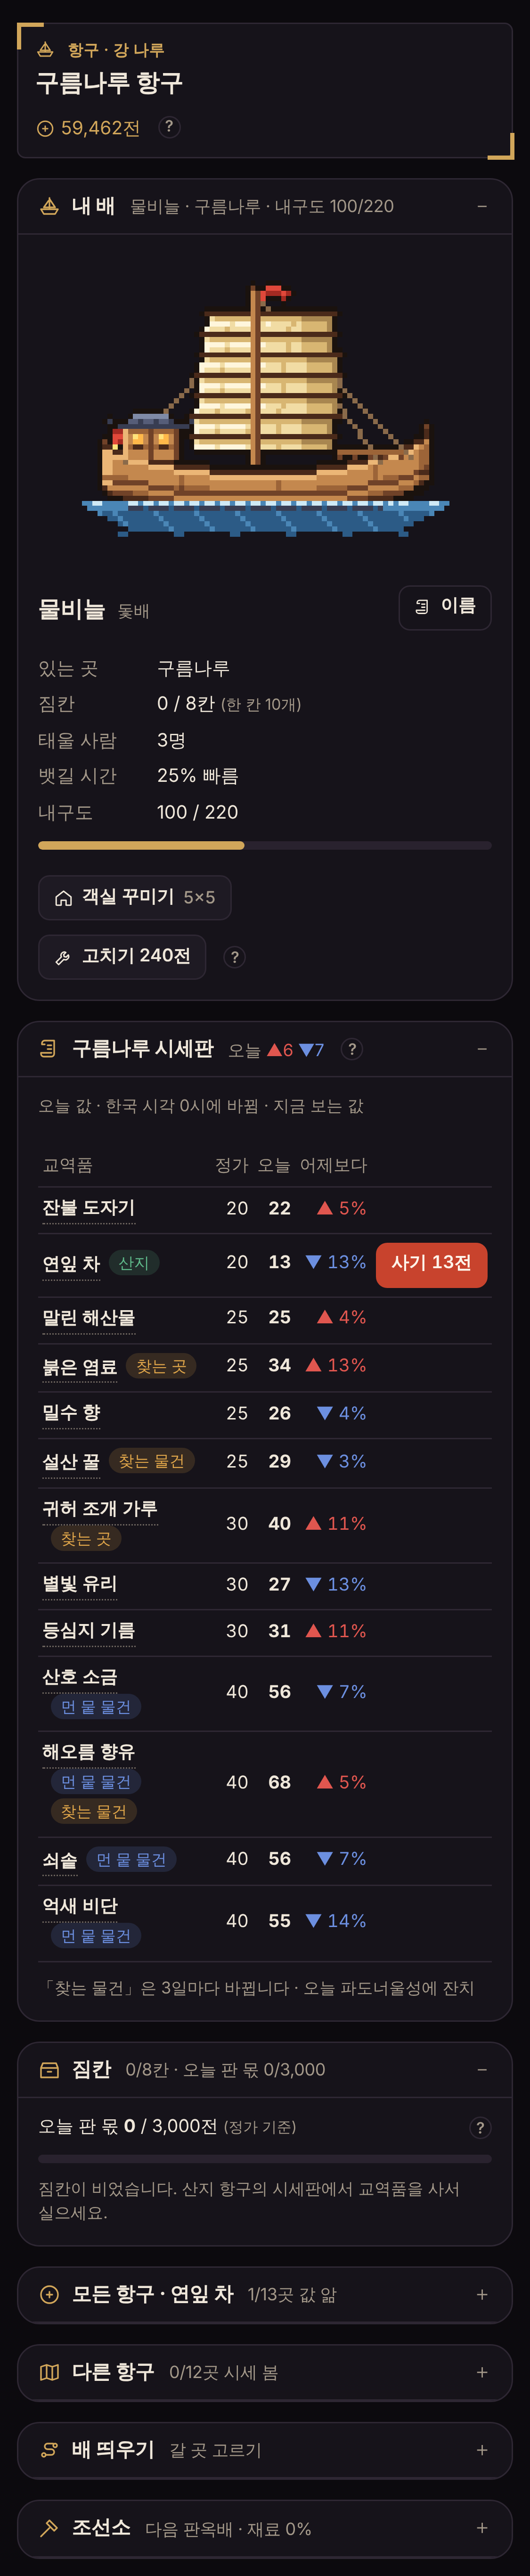 항구 · 강 나루
구름나루 항구
59,462전 ?
내 배 물비늘 · 구름나루 · 내구도 100/220 −
물비늘 돛배 이름
있는 곳 구름나루
짐칸 0 / 8칸 (한 칸 10개)
태울 사람 3명
뱃길 시간 25% 빠름
내구도 100 / 220
객실 꾸미기 5×5
고치기 240전 ?
구름나루 시세판 오늘 ▲6 ▼7 ? −
오늘 값 · 한국 시각 0시에 바뀜 · 지금 보는 값
교역품 정가 오늘 어제보다
잔불 도자기 20 22 ▲ 5%
연잎 차 산지 20 13 ▼ 13% 사기 13전
말린 해산물 25 25 ▲ 4%
붉은 염료 찾는 곳 25 34 ▲ 13%
밀수 향 25 26 ▼ 4%
설산 꿀 찾는 물건 25 29 ▼ 3%
귀허 조개 가루 30 40 ▲ 11%
찾는 곳
별빛 유리 30 27 ▼ 13%
등심지 기름 30 31 ▲ 11%
산호 소금 40 56 ▼ 7%
먼 뭍 물건
해오름 향유 40 68 ▲ 5%
먼 뭍 물건
찾는 물건
쇠솥 먼 뭍 물건 40 56 ▼ 7%
억새 비단 40 55 ▼ 14%
먼 뭍 물건
「찾는 물건」은 3일마다 바뀝니다 · 오늘 파도너울성에 잔치
짐칸 0/8칸 · 오늘 판 몫 0/3,000 −
오늘 판 몫 0 / 3,000전 (정가 기준) ?
짐칸이 비었습니다. 산지 항구의 시세판에서 교역품을 사서
실으세요.
모든 항구 · 연잎 차 1/13곳 값 앎 +
다른 항구 0/12곳 시세 봄 +
배 띄우기 갈 곳 고르기 +
조선소 다음 판옥배 · 재료 0% +